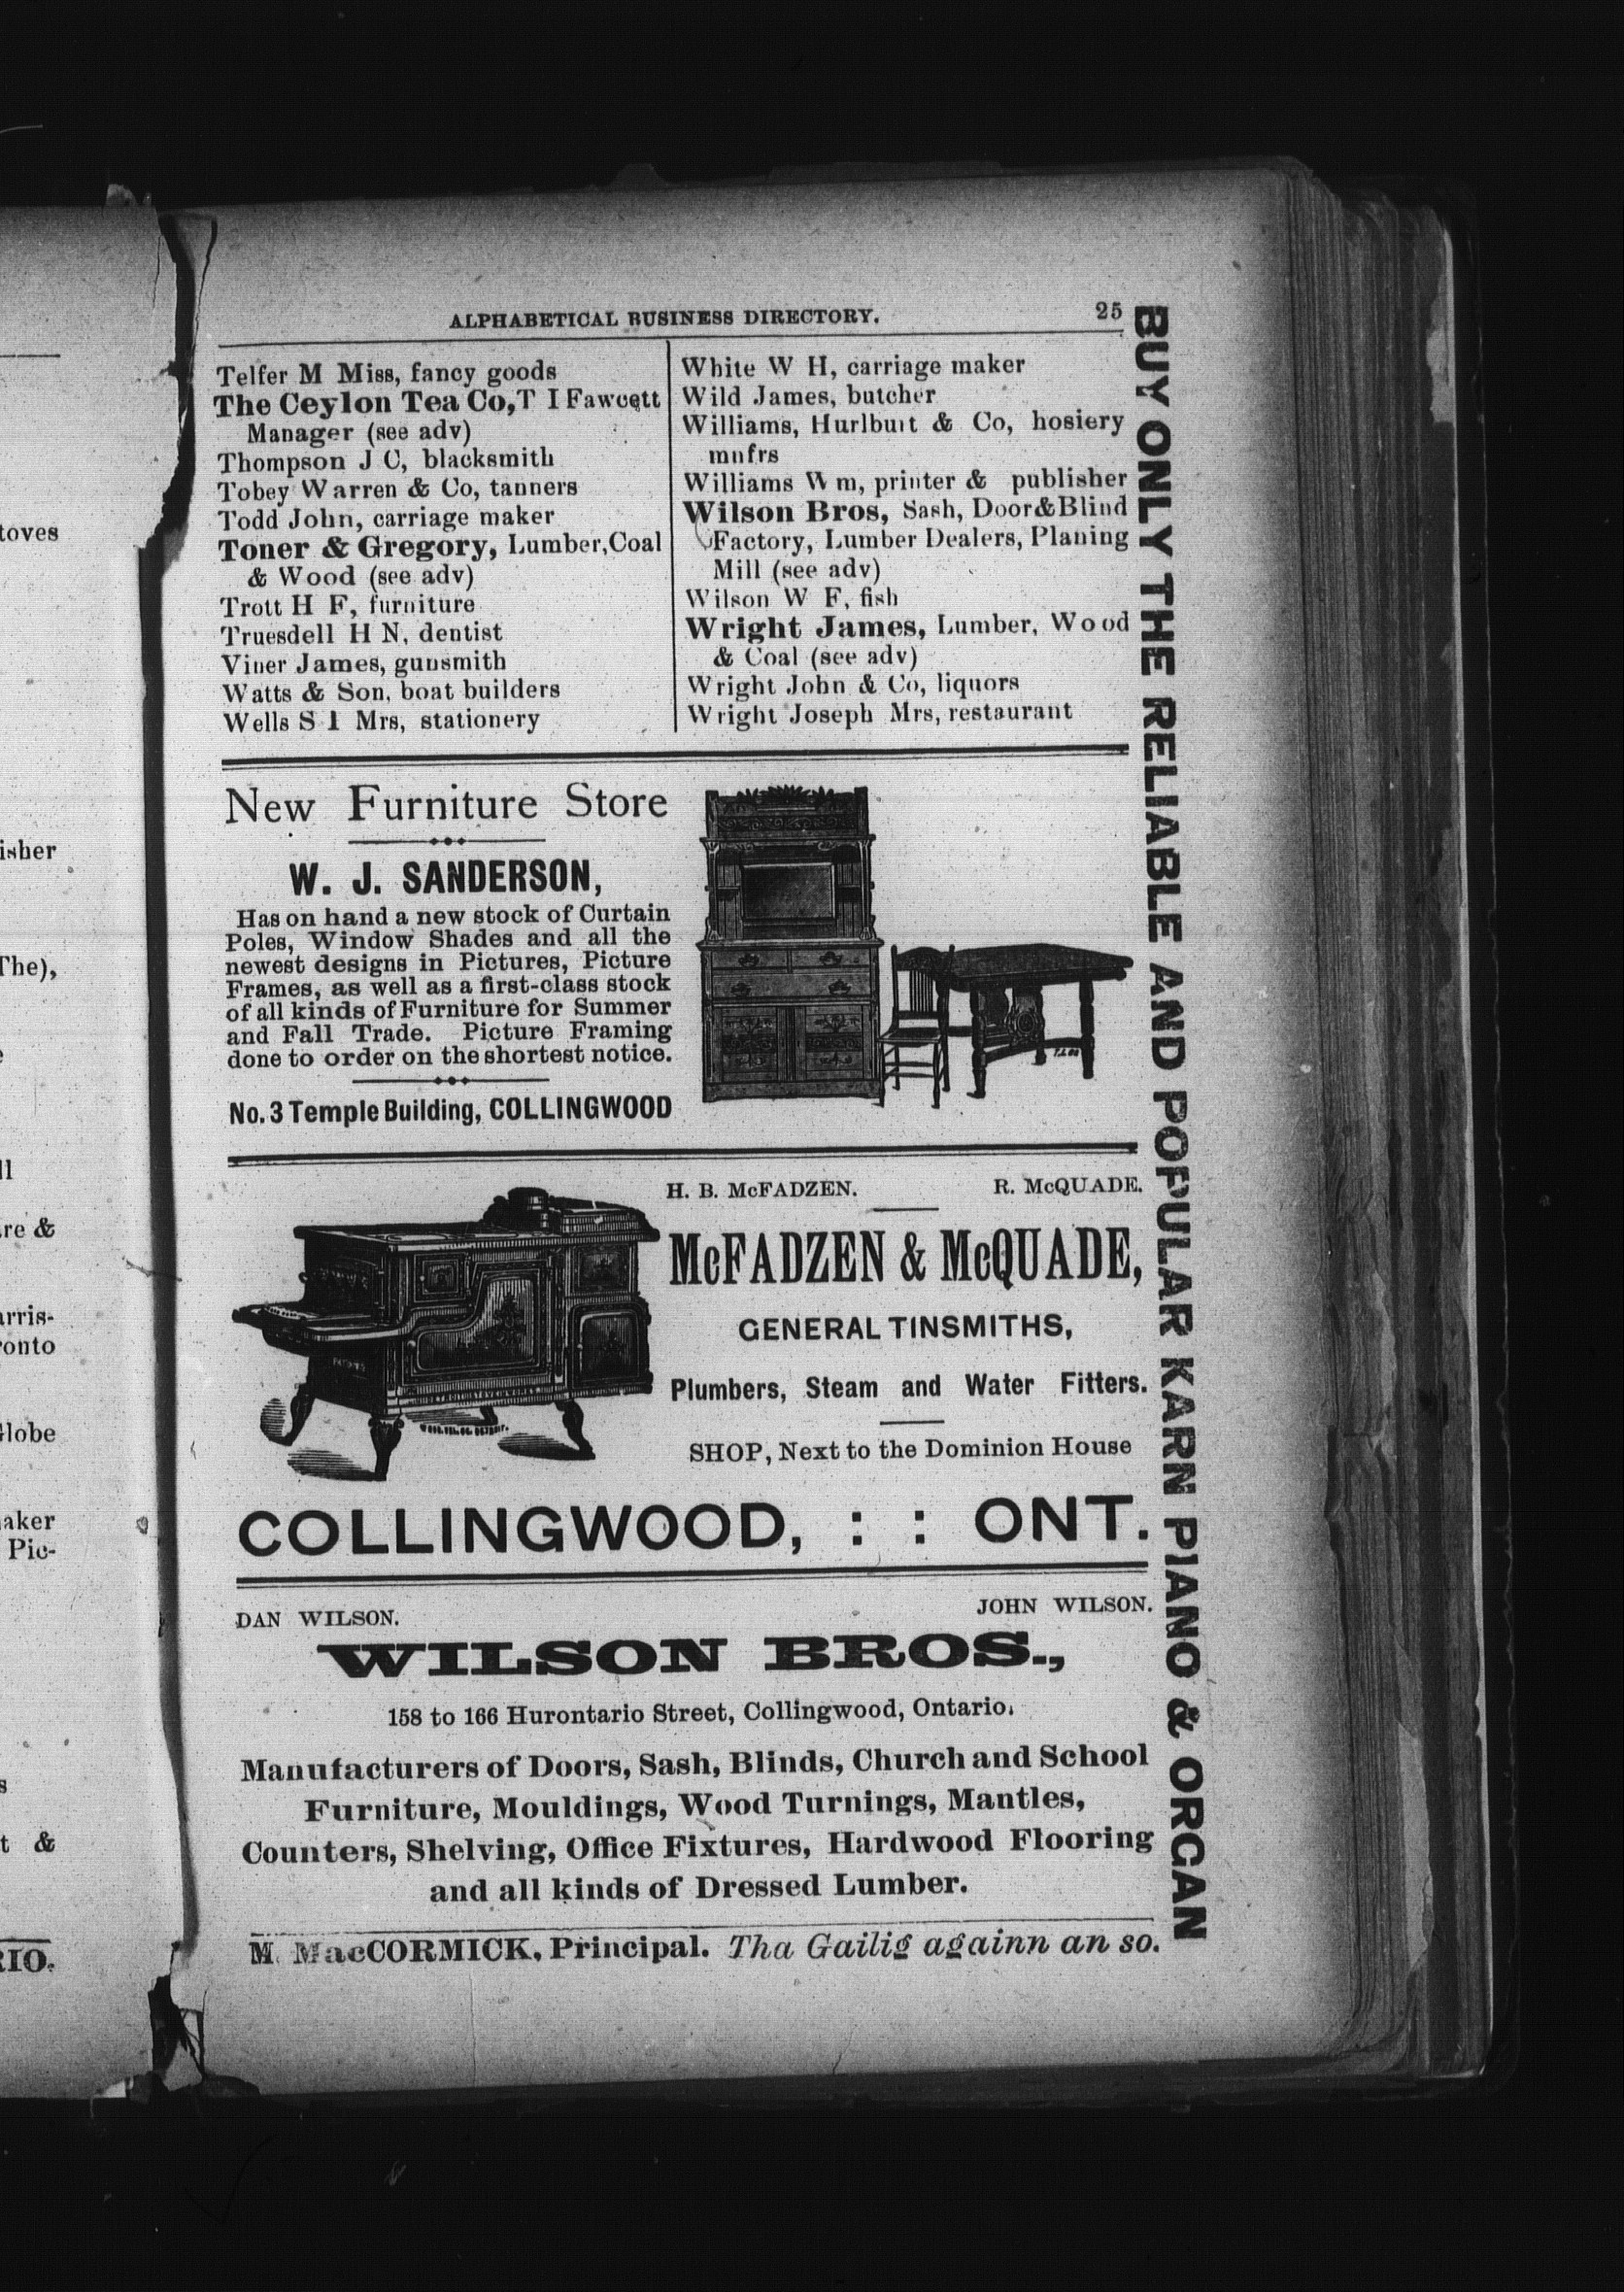 ALPHABETICAL BUSINESS DIRECTORY. 25
Telfer M Miss, fancy goods
The Ceylon Tea Co, T I Fawcett
Manager (see adv)
Thompson J C, blacksmith
Tobey Warren & Co, tanners
Todd John, carriage maker
Toner & Gregory, Lumber, Coal
& Wood (see adv)
Trott H F, furniture
Truesdell H N, dentist
Viner James, gunsmith
Watts & Son, boat builders
Wells S I Mrs, stationery
White W H, carriage maker
Wild James, butcher
Williams, Hurlburt & Co, hosiery
mnfrs
Williams Wm, printer & publisher
Wilson Bros, Sash, Door&Blind
Factory, Lumber Dealers, Planing
Mill (see adv)
Wilson W F, fish
Wright James, Lumber, Wood
& Coal (see adv)
Wright John & Co, liquors
Wright Joseph Mrs, restaurant
New Furniture Store
W. J. SANDERSON,
Has on hand a new stock of Curtain
Poles, Window Shades and all the
newest designs in Pictures, Picture
Frames, as well as a first-class stock
of all kinds of Furniture for Summer
and Fall Trade. Picture Framing
done to order on the shortest notice.
No. 3 Temple Building, COLLINGWOOD
H. B. McFADZEN. R. McQUADE.
McFADZEN & McQUADE,
GENERAL TINSMITHS,
Plumbers, Steam and Water Fitters.
SHOP, Next to the Dominion House
COLLINGWOOD, : : ONT.
DAN WILSON. JOHN WILSON.
WILSON BROS.,
158 to 166 Hurontario Street, Collingwood, Ontario.
Manufacturers of Doors, Sash, Blinds, Church and School
Furniture, Mouldings, Wood Turnings, Mantles,
Counters, Shelving, Office Fixtures, Hardwood Flooring
and all kinds of Dressed Lumber.
M. MacCORMICK, Principal. Tha Gailig againn an so.
BUY ONLY THE RELIABLE AND POPULAR KARN PIANO & ORGAN